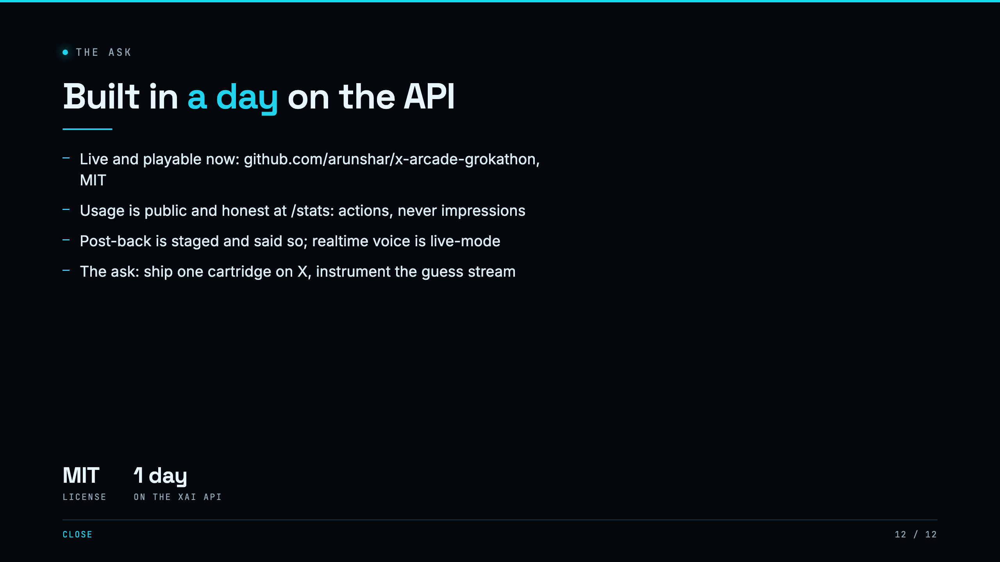 THE ASK
Built in a day on the API
– Live and playable now: github.com/arunshar/x-arcade-grokathon,
MIT
– Usage is public and honest at /stats: actions, never impressions
– Post-back is staged and said so; realtime voice is live-mode
– The ask: ship one cartridge on X, instrument the guess stream
MIT 1 day
LICENSE ON THE XAI API
CLOSE 12 / 12